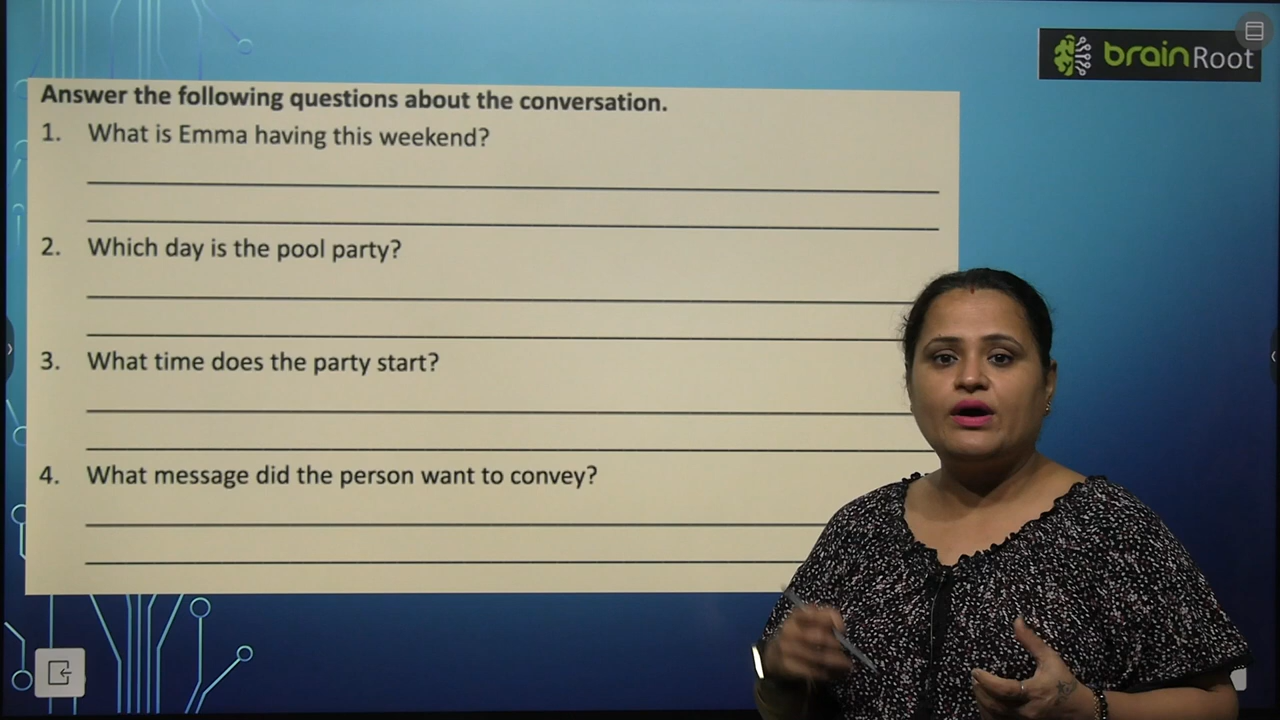 brainRoot
Answer the following questions about the conversation.
1. What is Emma having this weekend?
2. Which day is the pool party?
3. What time does the party start?
4. What message did the person want to convey?